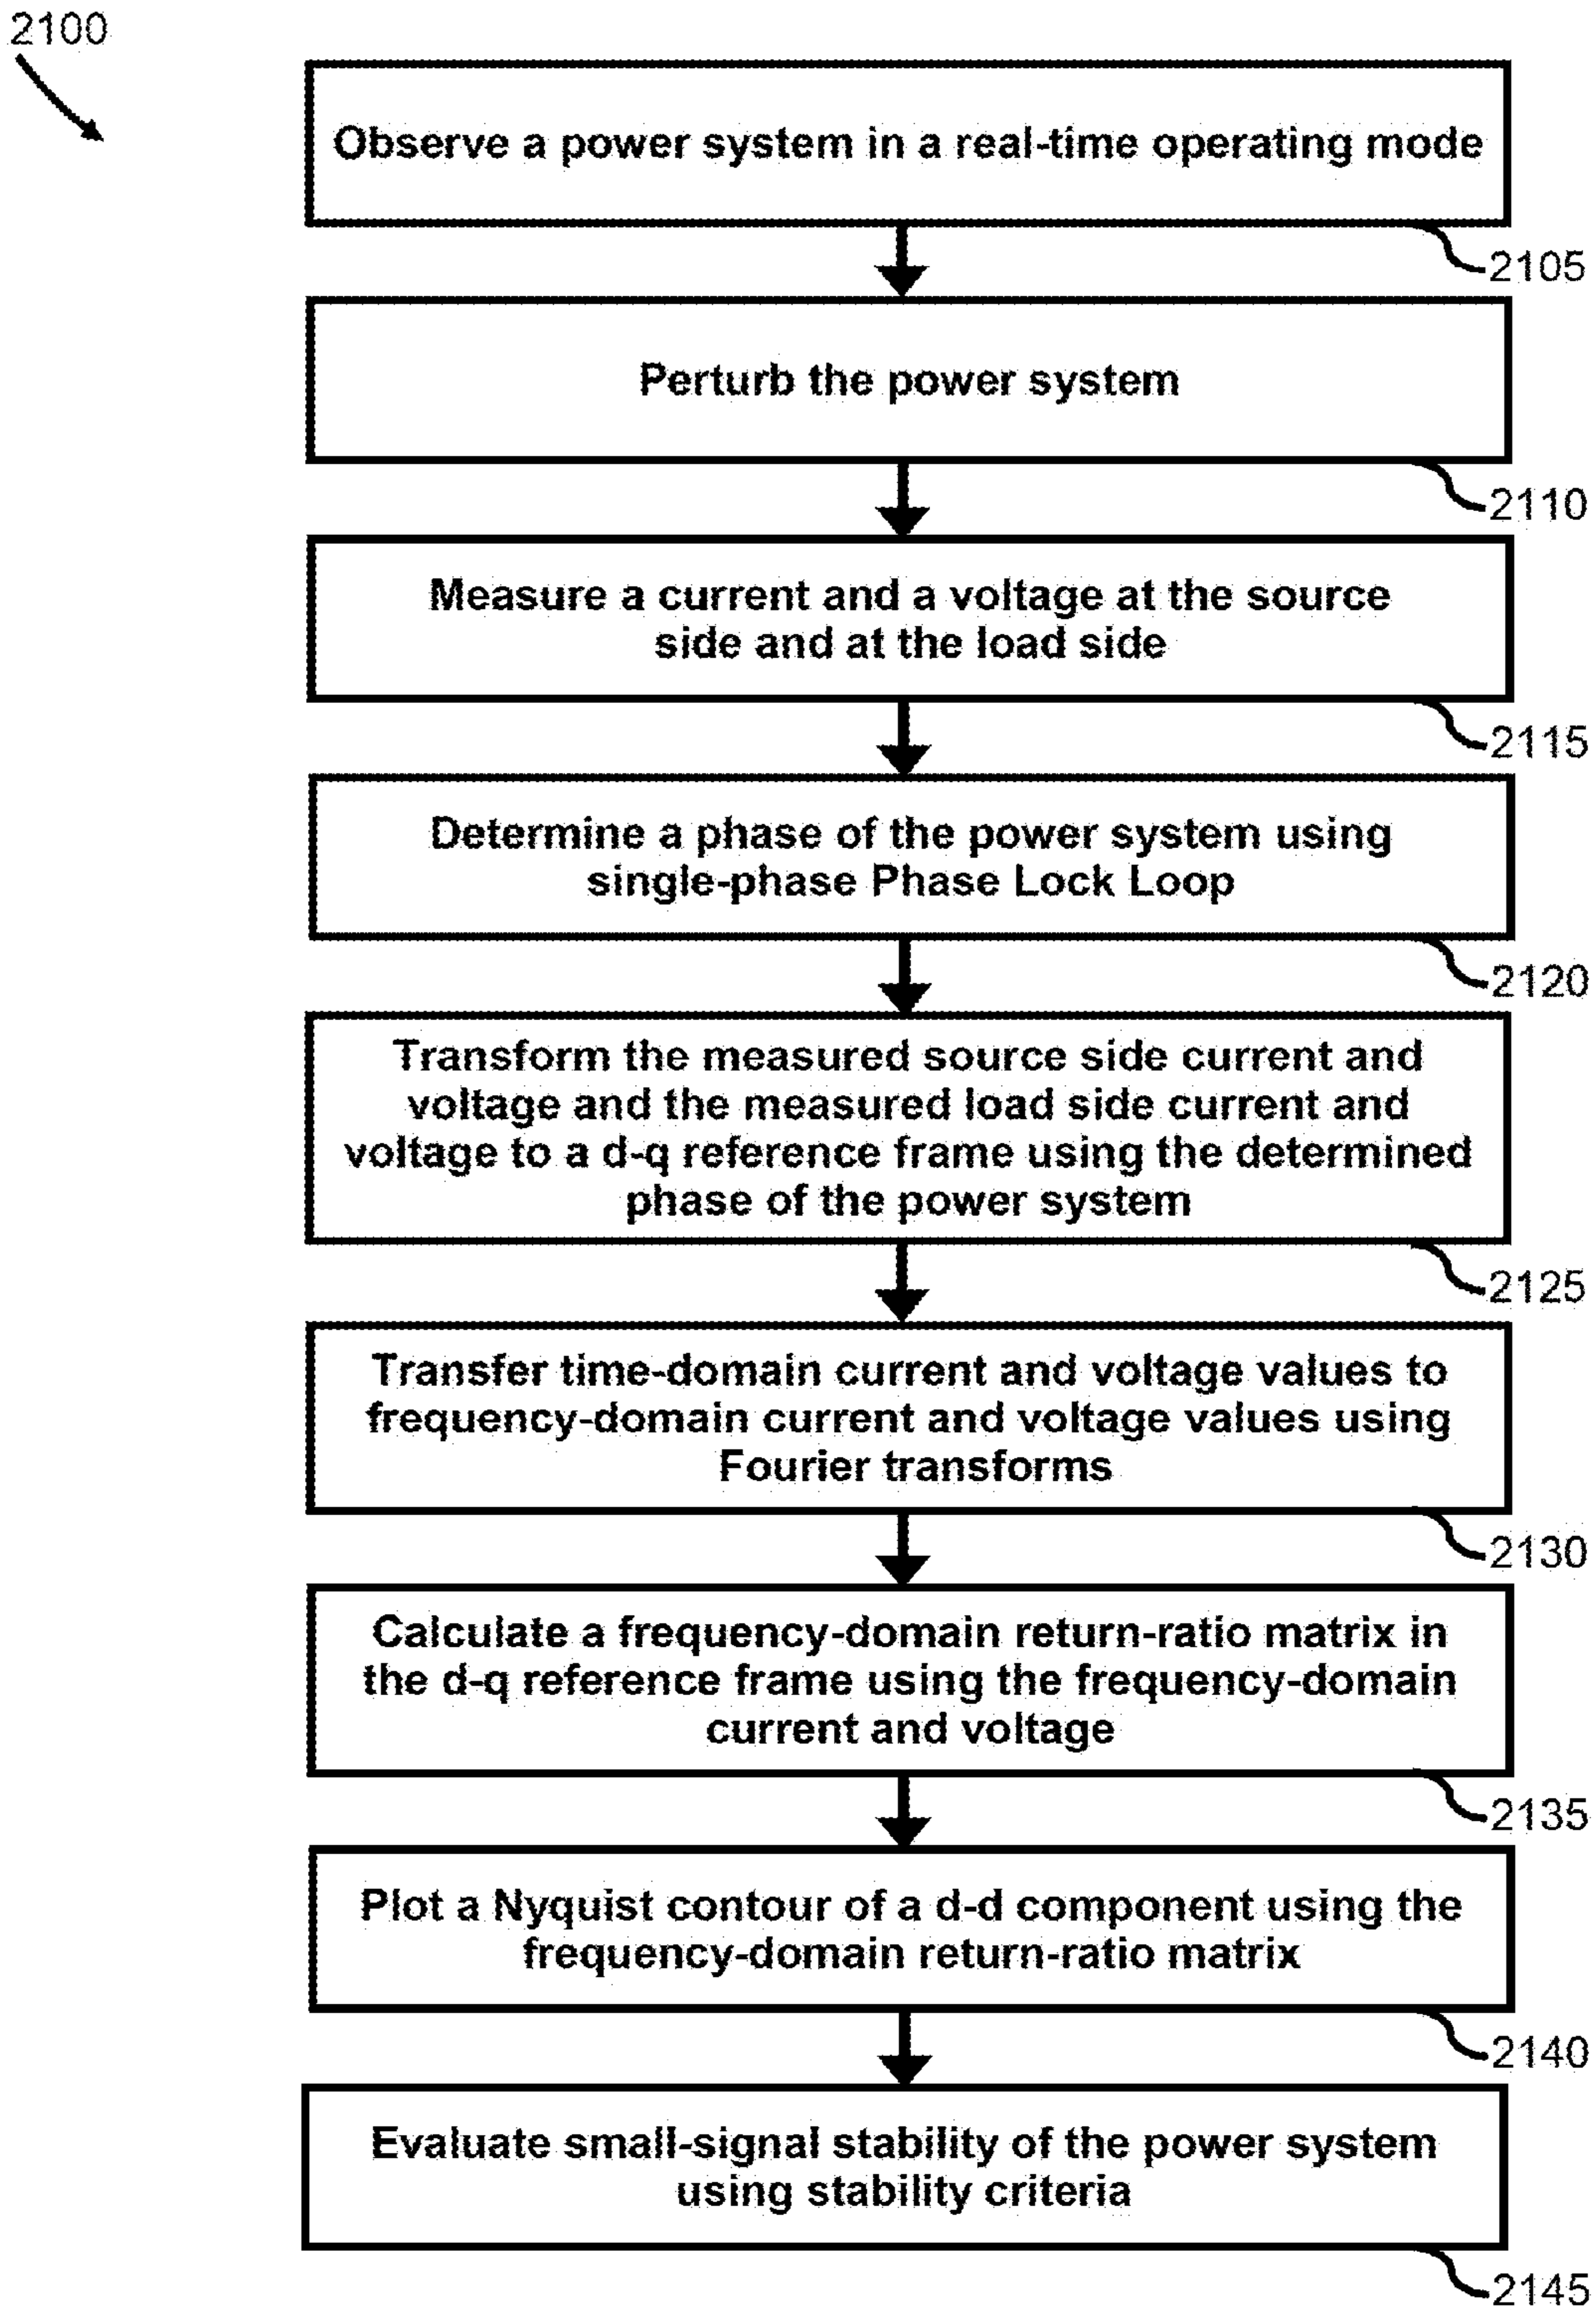 2100
Observe a power system in a real-time operating mode
2105
Perturb the power system
2110
Measure a current and a voltage at the source
side and at the load side
2115
Determine a phase of the power system using
single-phase Phase Lock Loop
2120
Transform the measured source side current and
voltage and the measured load side current and
voltage to a d-q reference frame using the determined
phase of the power system
2125
Transfer time-domain current and voltage values to
frequency-domain current and voltage values using
Fourier transforms
2130
Calculate a frequency-domain return-ratio matrix in
the d-q reference frame using the frequency-domain
current and voltage
2135
Plot a Nyquist contour of a d-d component using the
frequency-domain return-ratio matrix
2140
Evaluate small-signal stability of the power system
using stability criteria
2145